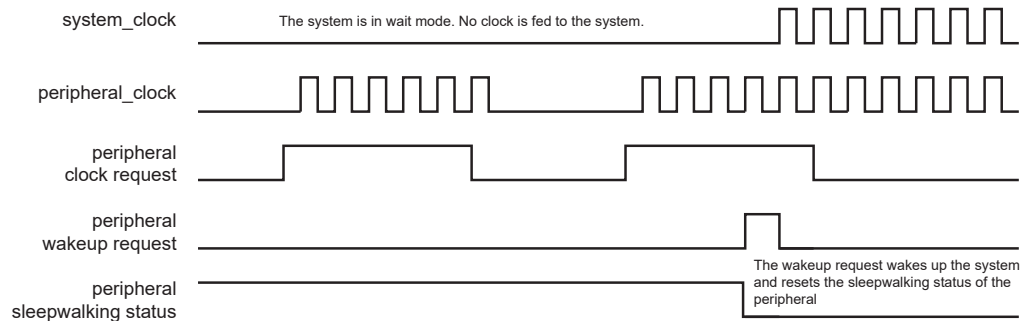 system_clock
The system is in wait mode. No clock is fed to the system.
peripheral_clock
peripheral
clock request
peripheral
wakeup request
The wakeup request wakes up the system
and resets the sleepwalking status of the
peripheral
peripheral
sleepwalking status